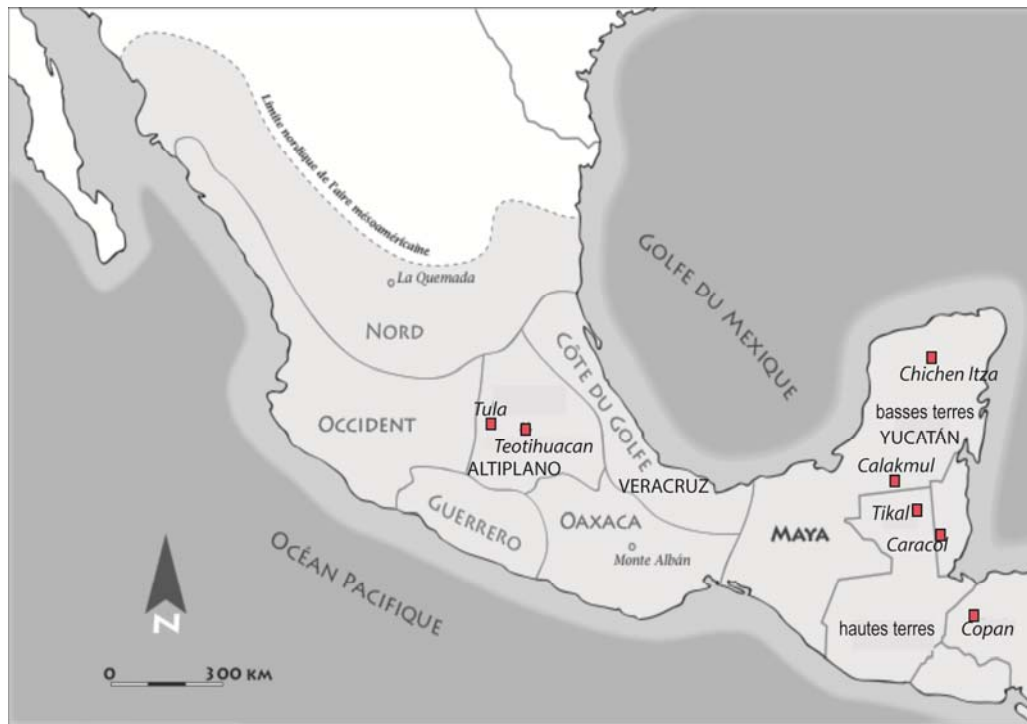 Limite nordique de l'aire mésoaméricaine
La Quemada
NORD
GOLFE DU MEXIQUE
CÔTE DU GOLFE
OCCIDENT
Tula
Teotihuacan
ALTIPLANO
VERACRUZ
GUERRERO
OAXACA
Monte Albán
Chichen Itza
basses terres
YUCATÁN
Calakmul
Tikal
MAYA
Caracol
hautes terres
Copan
OCÉAN PACIFIQUE
N
0 300 KM